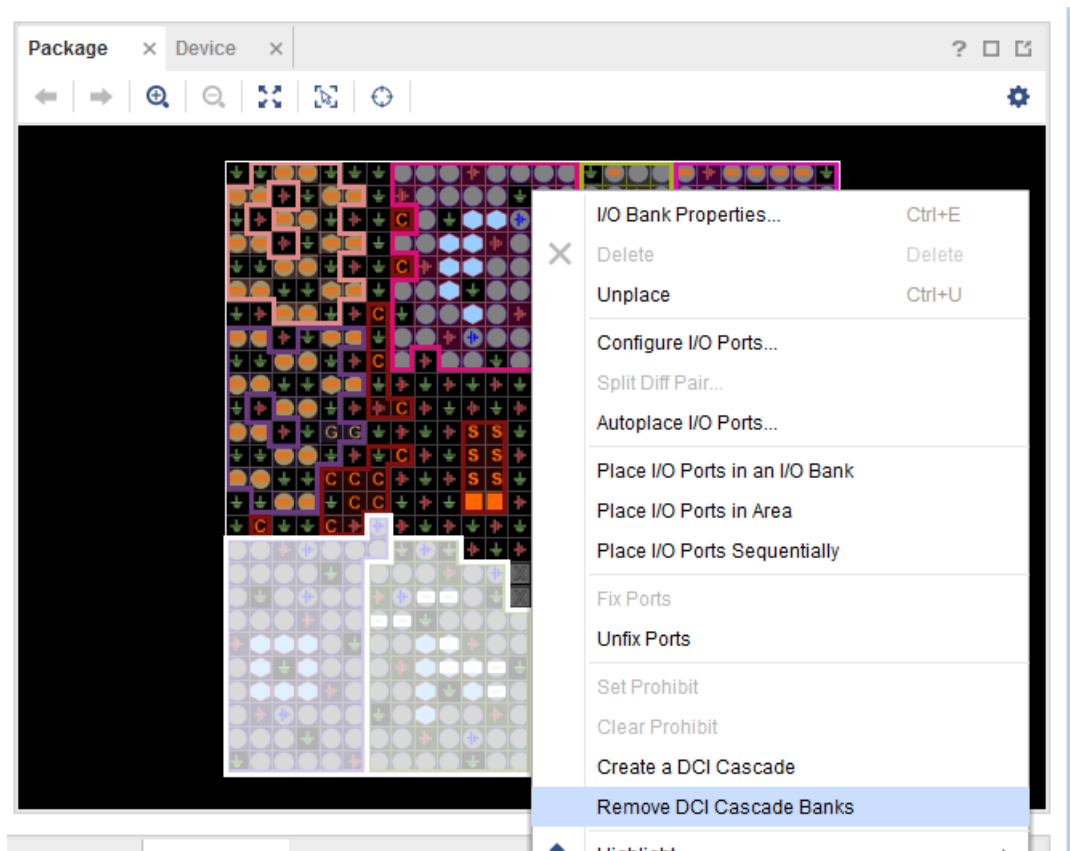 Package
Device
?
C
C
C
C
C
G G
S S
C
S S
C C C
S S
C C
C
C
X
X
I/O Bank Properties... Ctrl+E
Delete Delete
Unplace Ctrl+U
Configure I/O Ports...
Split Diff Pair...
Autoplace I/O Ports...
Place I/O Ports in an I/O Bank
Place I/O Ports in Area
Place I/O Ports Sequentially
Fix Ports
Unfix Ports
Set Prohibit
Clear Prohibit
Create a DCI Cascade
Remove DCI Cascade Banks
Highlight